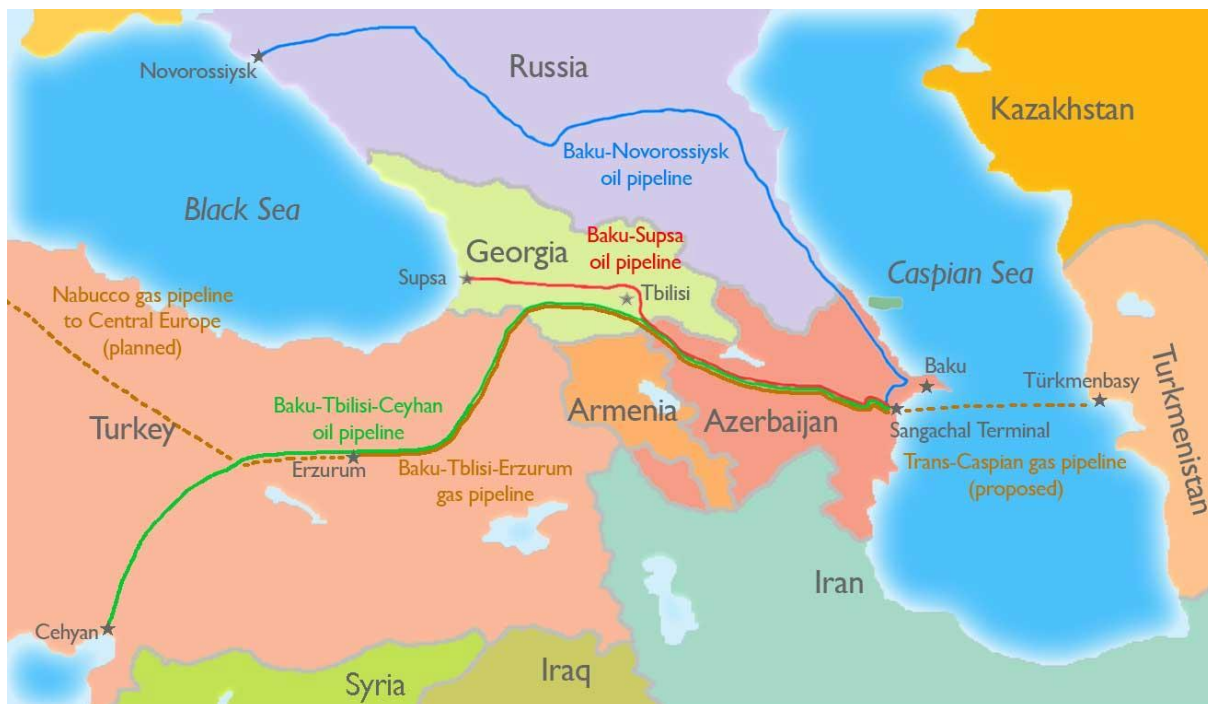 Novorossiysk
Russia
Kazakhstan
Baku-Novorossiysk
oil pipeline
Black Sea
Georgia
Baku-Supsa
oil pipeline
Supsa
Tbilisi
Caspian Sea
Nabucco gas pipeline
to Central Europe
(planned)
Baku
Türkmenbasy
Turkmenistan
Turkey
Baku-Tbilisi-Ceyhan
oil pipeline
Armenia
Azerbaijan
Sangachal Terminal
Erzurum
Baku-Tblisi-Erzurum
gas pipeline
Trans-Caspian gas pipeline
(proposed)
Iran
Cehyan
Syria
Iraq